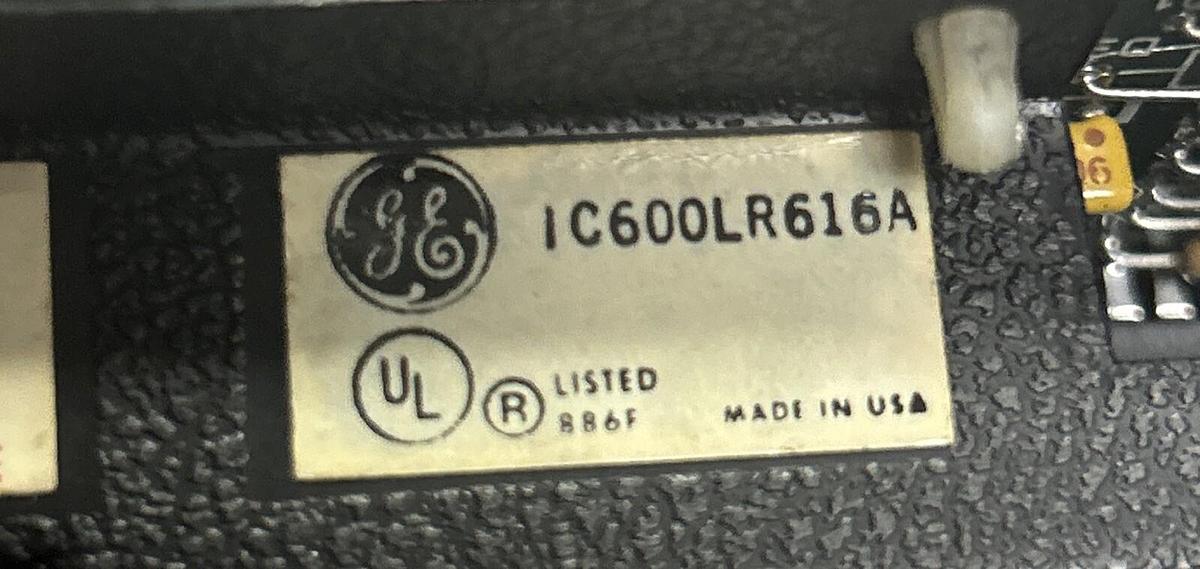 GE
IC600LR616A
UL
® LISTED
886F
MADE IN USA